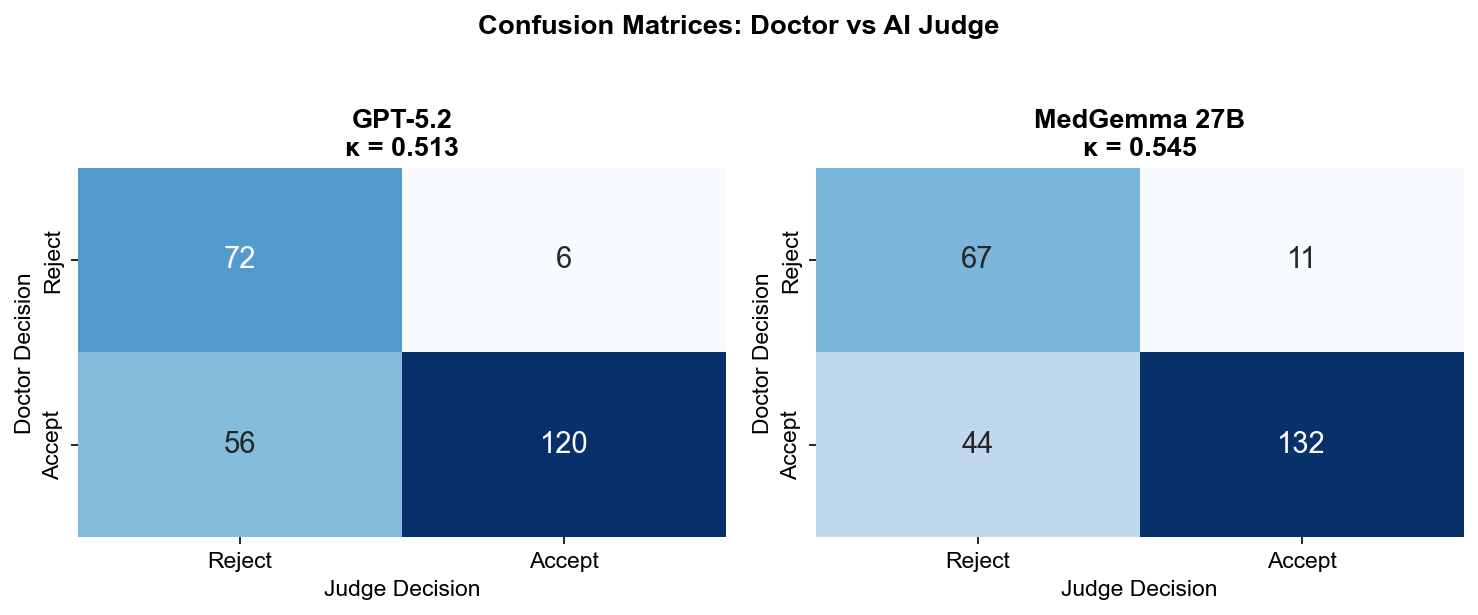 Confusion Matrices: Doctor vs AI Judge
GPT-5.2
κ = 0.513
Doctor Decision
Reject
Accept
72
6
56
120
Reject
Accept
Judge Decision
MedGemma 27B
κ = 0.545
Doctor Decision
Reject
Accept
67
11
44
132
Reject
Accept
Judge Decision